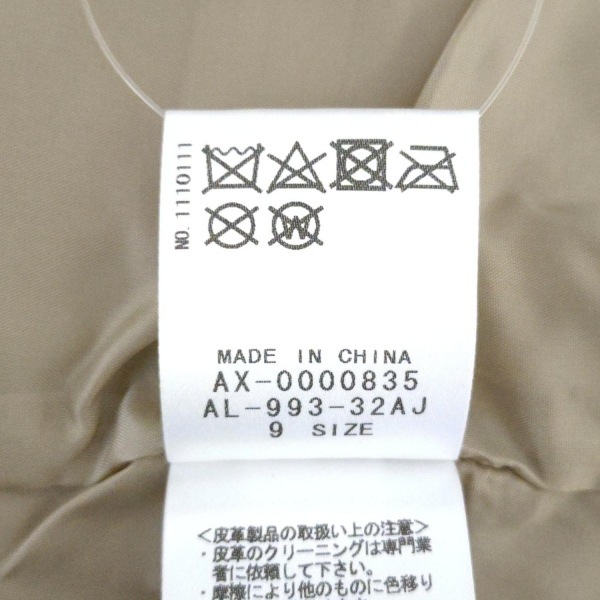 NO.1110111
MADE IN CHINA
AX-0000835
AL-993-32AJ
9 SIZE
<皮革製品の取扱い上の注意>
・皮革のクリーニングは専門業
者に依頼して下さい。
・摩擦により他のものに色移り